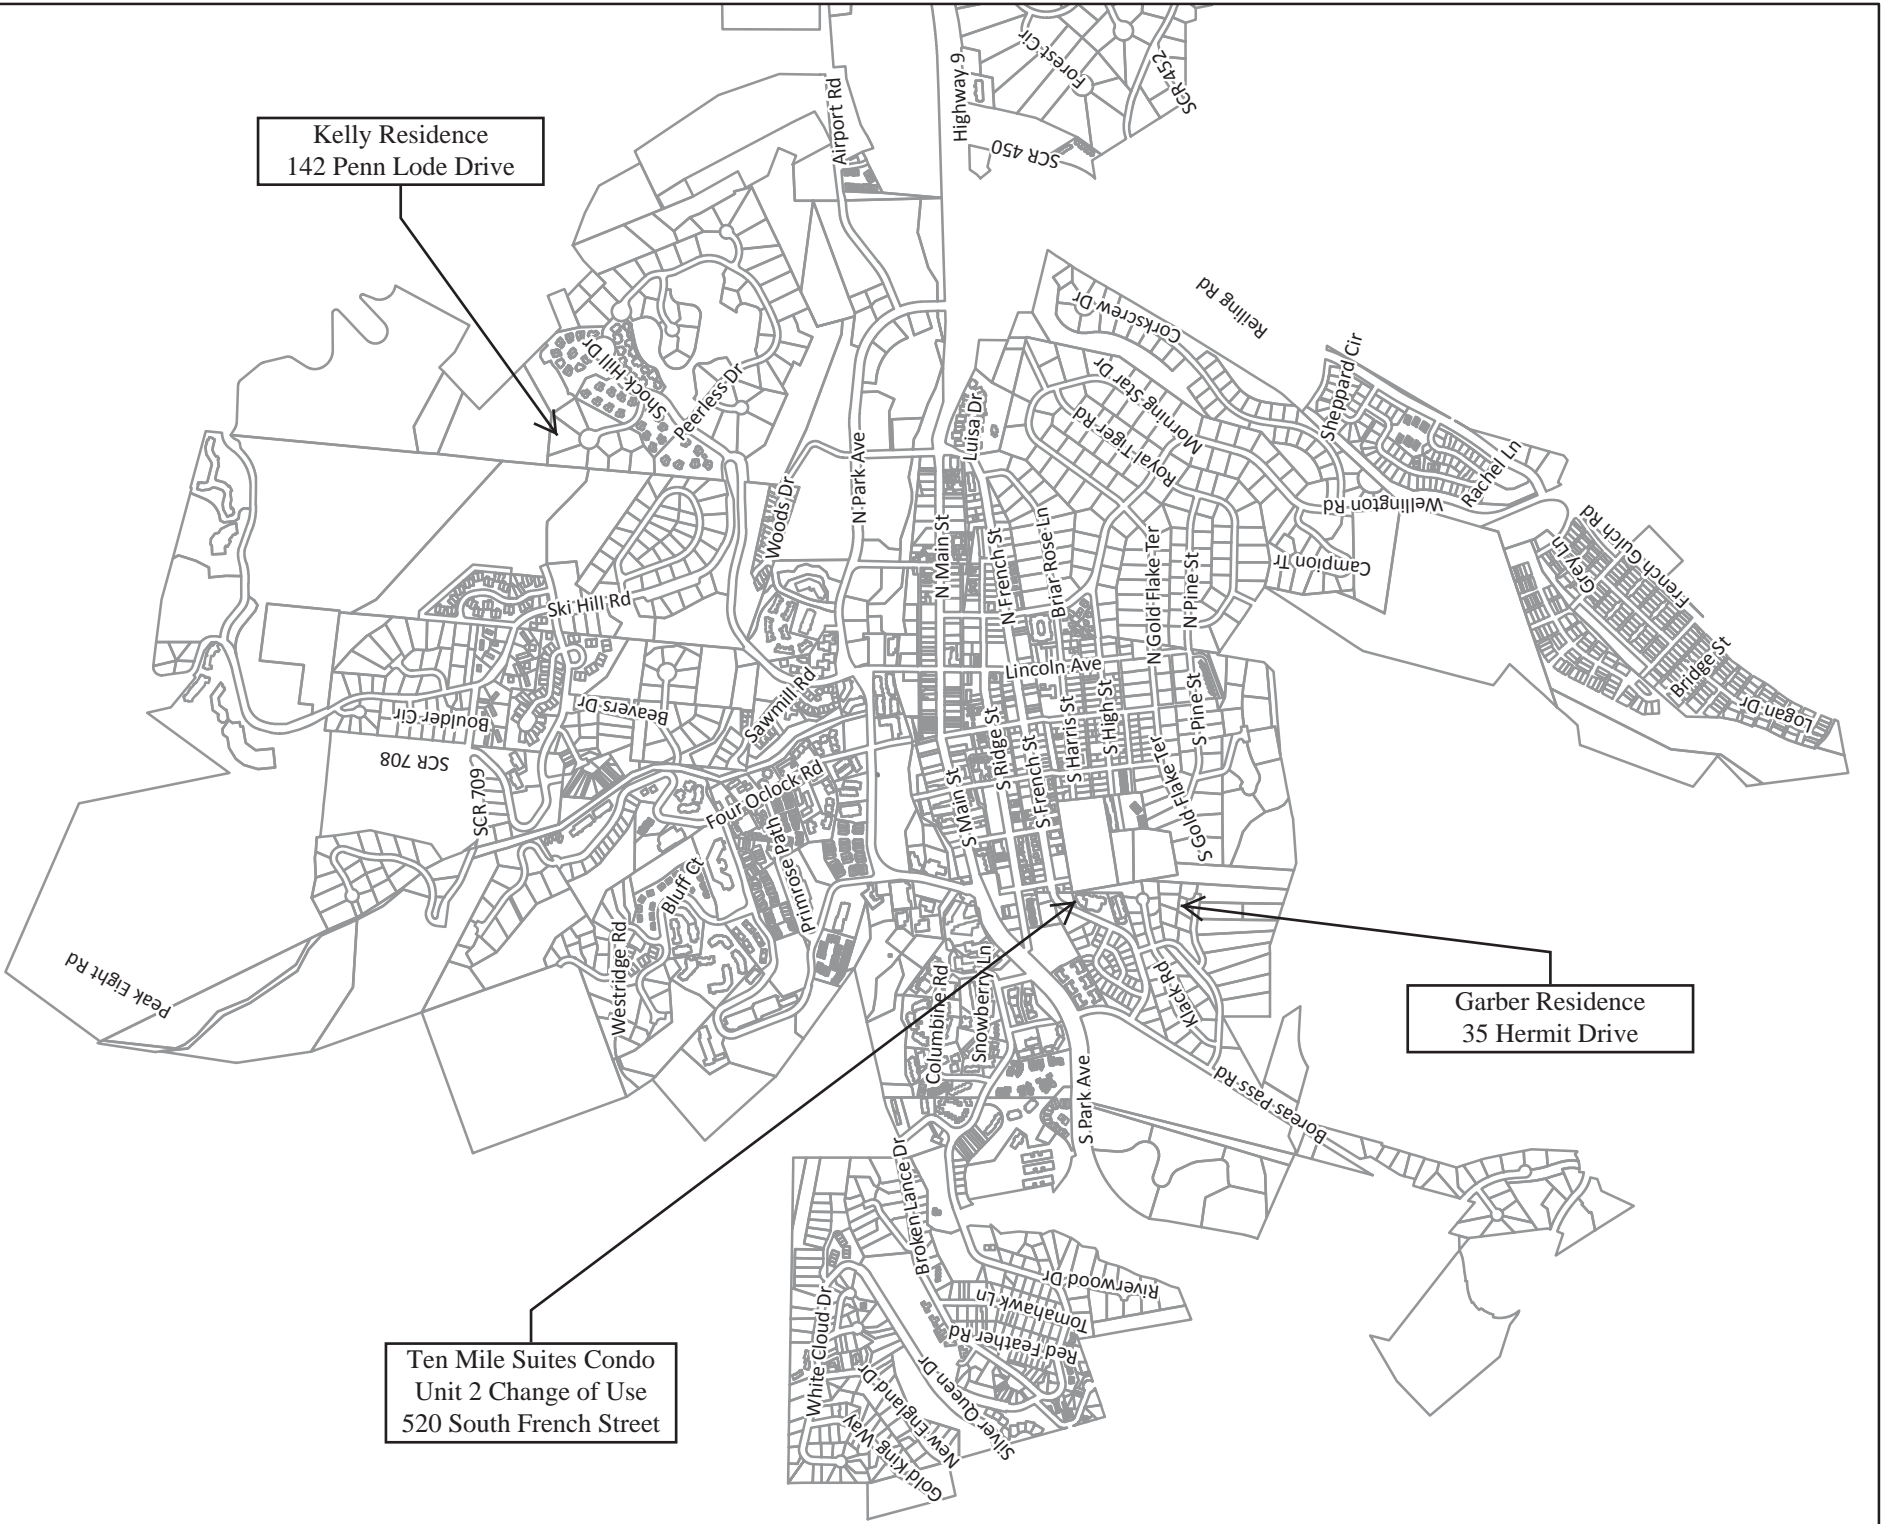 Kelly Residence
142 Penn Lode Drive
Airport Rd
Highway 9
Forest Cir
SCR 452
SCR 450
Shock Hill Dr
Peerless Dr
Luisa Dr
Corkscrew Dr
Reiling Rd
Morning Star Dr
Royal Tiger Rd
Sheppard Cir
Rachel Ln
Wellington Rd
French Gulch Rd
Grey Ln
Campion Tr
Bridge St
Logan Dr
Woods Dr
N Park Ave
N Main St
N French St
Briar Rose Ln
N Gold Flake Ter
N Pine St
Ski Hill Rd
Lincoln Ave
Boulder Cir
Beavers Dr
Sawmill Rd
SCR 708
SCR 709
Four Oclock Rd
Primrose Path
S Main St
S Ridge St
S French St
S Harris St
S High St
S Gold Flake Ter
S Pine St
Bluff Ct
Westridge Rd
Peak Eight Rd
Columbine Rd
Snowberry Ln
Klack Rd
Garber Residence
35 Hermit Drive
S Park Ave
Boreas Pass Rd
Broken Lance Dr
Riverwood Dr
Tomahawk Ln
Red Feather Rd
White Cloud Dr
Silver Queen Dr
New England Dr
Gold King Way
Ten Mile Suites Condo
Unit 2 Change of Use
520 South French Street